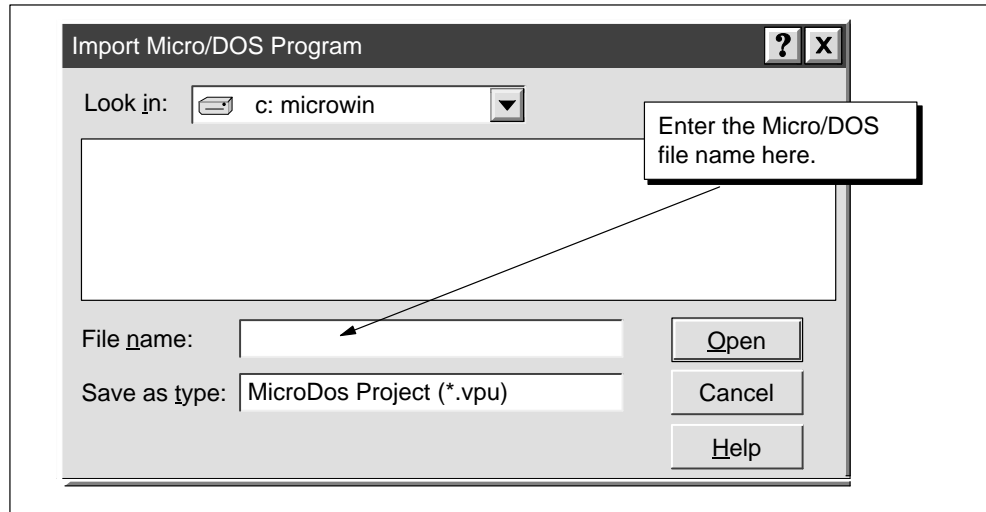 Import Micro/DOS Program
? X
Look in: c: microwin
Enter the Micro/DOS
file name here.
File name:
Open
Save as type: MicroDos Project (*.vpu)
Cancel
Help